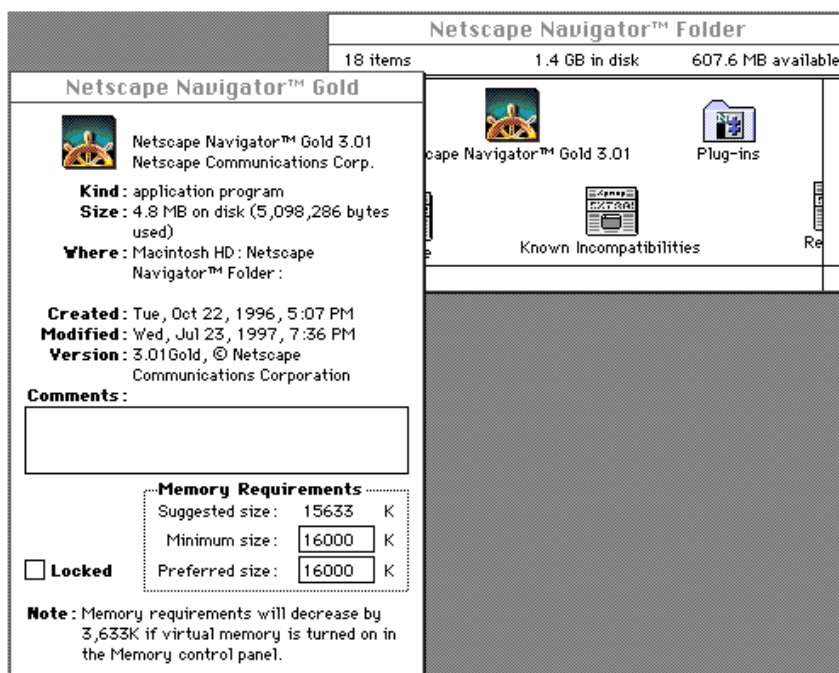 Netscape Navigator™ Folder
18 items 1.4 GB in disk 607.6 MB available
cape Navigator™ Gold 3.01 Plug-ins
EXTRA!
Known Incompatibilities Re
Netscape Navigator™ Gold
Netscape Navigator™ Gold 3.01
Netscape Communications Corp.
Kind: application program
Size: 4.8 MB on disk (5,098,286 bytes
used)
Where: Macintosh HD: Netscape
Navigator™ Folder:
Created: Tue, Oct 22, 1996, 5:07 PM
Modified: Wed, Jul 23, 1997, 7:36 PM
Version: 3.01Gold, © Netscape
Communications Corporation
Comments:
Memory Requirements
Suggested size: 15633 K
Minimum size: 16000 K
Locked Preferred size: 16000 K
Note: Memory requirements will decrease by
3,633K if virtual memory is turned on in
the Memory control panel.